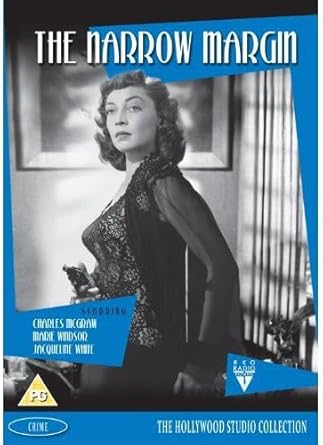 THE NARROW MARGIN
STARRING
CHARLES MCGRAW
MARIE WINDSOR
JACQUELINE WHITE
RKO
RADIO
PG
CRIME
THE HOLLYWOOD STUDIO COLLECTION